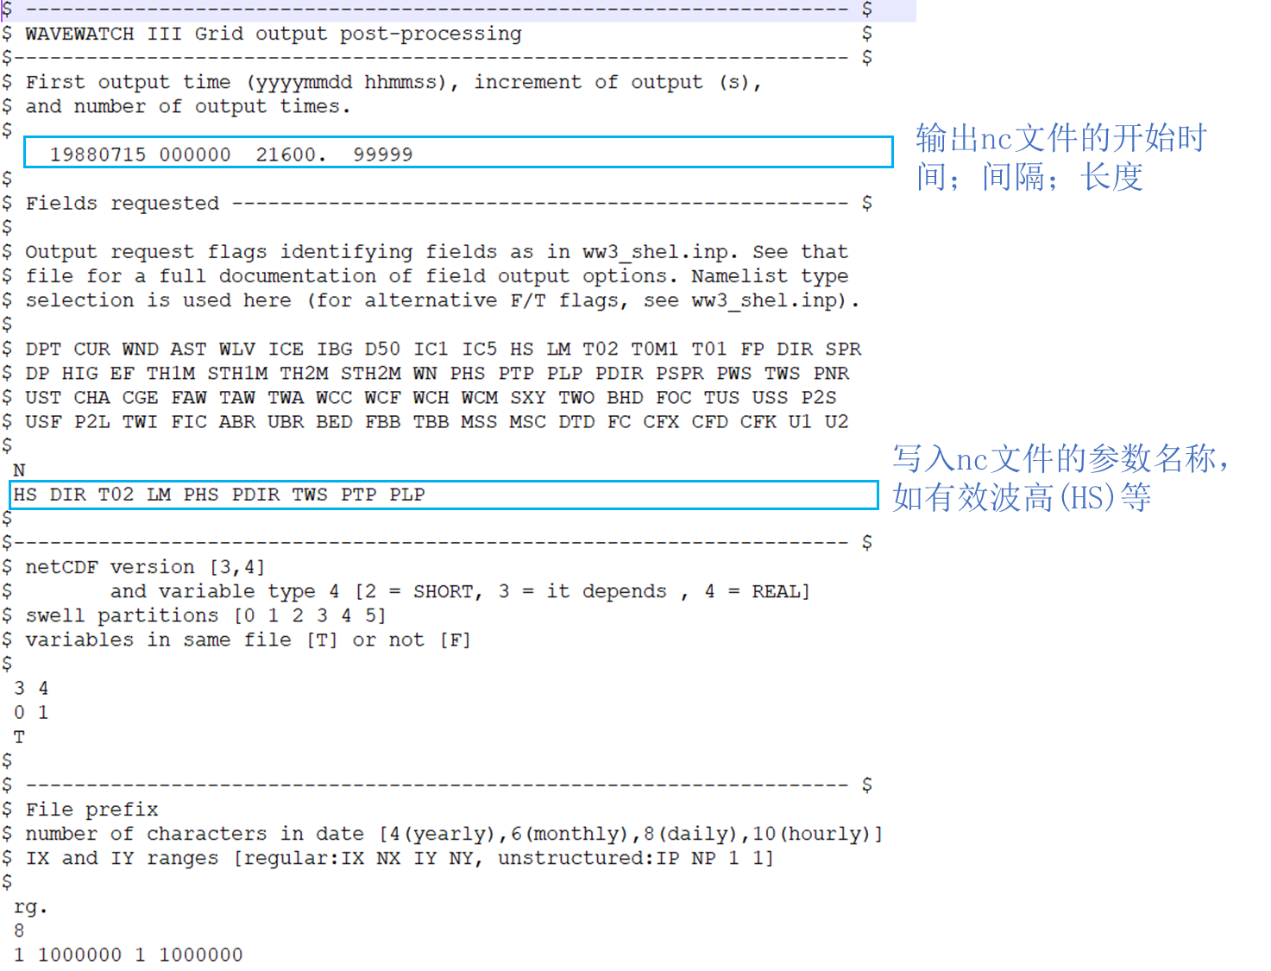 $ -------------------------------------------------------------------- $
$ WAVEWATCH III Grid output post-processing                            $
$--------------------------------------------------------------------- $
$ First output time (yyyymmdd hhmmss), increment of output (s),
$ and number of output times.
$
   19880715 000000  21600.  99999
输出nc文件的开始时
间；间隔；长度
$
$ Fields requested --------------------------------------------------- $
$
$ Output request flags identifying fields as in ww3_shel.inp. See that
$ file for a full documentation of field output options. Namelist type
$ selection is used here (for alternative F/T flags, see ww3_shel.inp).
$
$ DPT CUR WND AST WLV ICE IBG D50 IC1 IC5 HS LM T02 T0M1 T01 FP DIR SPR
$ DP HIG EF TH1M STH1M TH2M STH2M WN PHS PTP PLP PDIR PSPR PWS TWS PNR
$ UST CHA CGE FAW TAW TWA WCC WCF WCH WCM SXY TWO BHD FOC TUS USS P2S
$ USF P2L TWI FIC ABR UBR BED FBB TBB MSS MSC DTD FC CFX CFD CFK U1 U2
$
 N
HS DIR T02 LM PHS PDIR TWS PTP PLP
写入nc文件的参数名称，
如有效波高(HS)等
$
$--------------------------------------------------------------------- $
$ netCDF version [3,4]
$        and variable type 4 [2 = SHORT, 3 = it depends , 4 = REAL]
$ swell partitions [0 1 2 3 4 5]
$ variables in same file [T] or not [F]
$
 3 4
 0 1
 T
$
$ -------------------------------------------------------------------- $
$ File prefix
$ number of characters in date [4(yearly),6(monthly),8(daily),10(hourly)]
$ IX and IY ranges [regular:IX NX IY NY, unstructured:IP NP 1 1]
$
 rg.
 8
 1 1000000 1 1000000